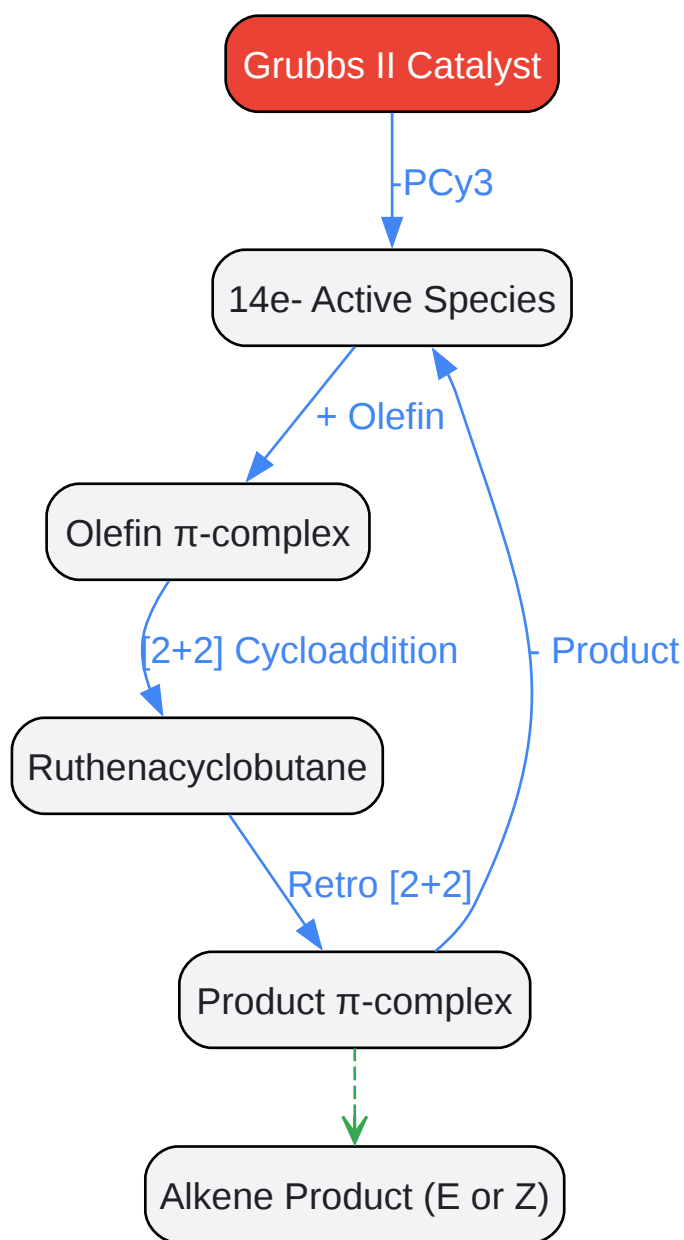 Grubbs II Catalyst
-PCy3
14e- Active Species
+ Olefin
Olefin π-complex
[2+2] Cycloaddition
- Product
Ruthenacyclobutane
Retro [2+2]
Product π-complex
Alkene Product (E or Z)